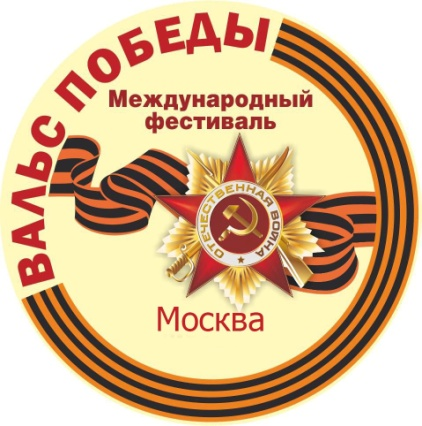 ВАЛЬС ПОБЕДЫ
Международный
фестиваль
ОТЕЧЕСТВЕННАЯ ВОЙНА
Москва